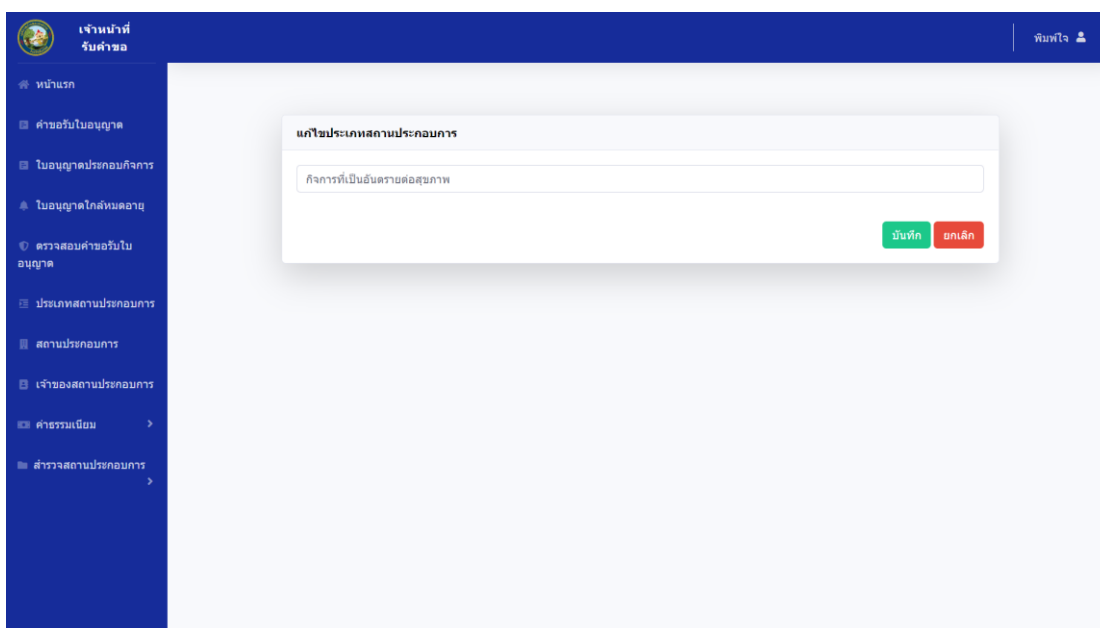 เจ้าหน้าที่
รับคำขอ
พิมพ์ใจ
หน้าแรก
คำขอรับใบอนุญาต
ใบอนุญาตประกอบกิจการ
ใบอนุญาตใกล้หมดอายุ
ตรวจสอบคำขอรับใบ
อนุญาต
ประเภทสถานประกอบการ
สถานประกอบการ
เจ้าของสถานประกอบการ
ค่าธรรมเนียม
สำรวจสถานประกอบการ
แก้ไขประเภทสถานประกอบการ
กิจการที่เป็นอันตรายต่อสุขภาพ
บันทึก ยกเลิก